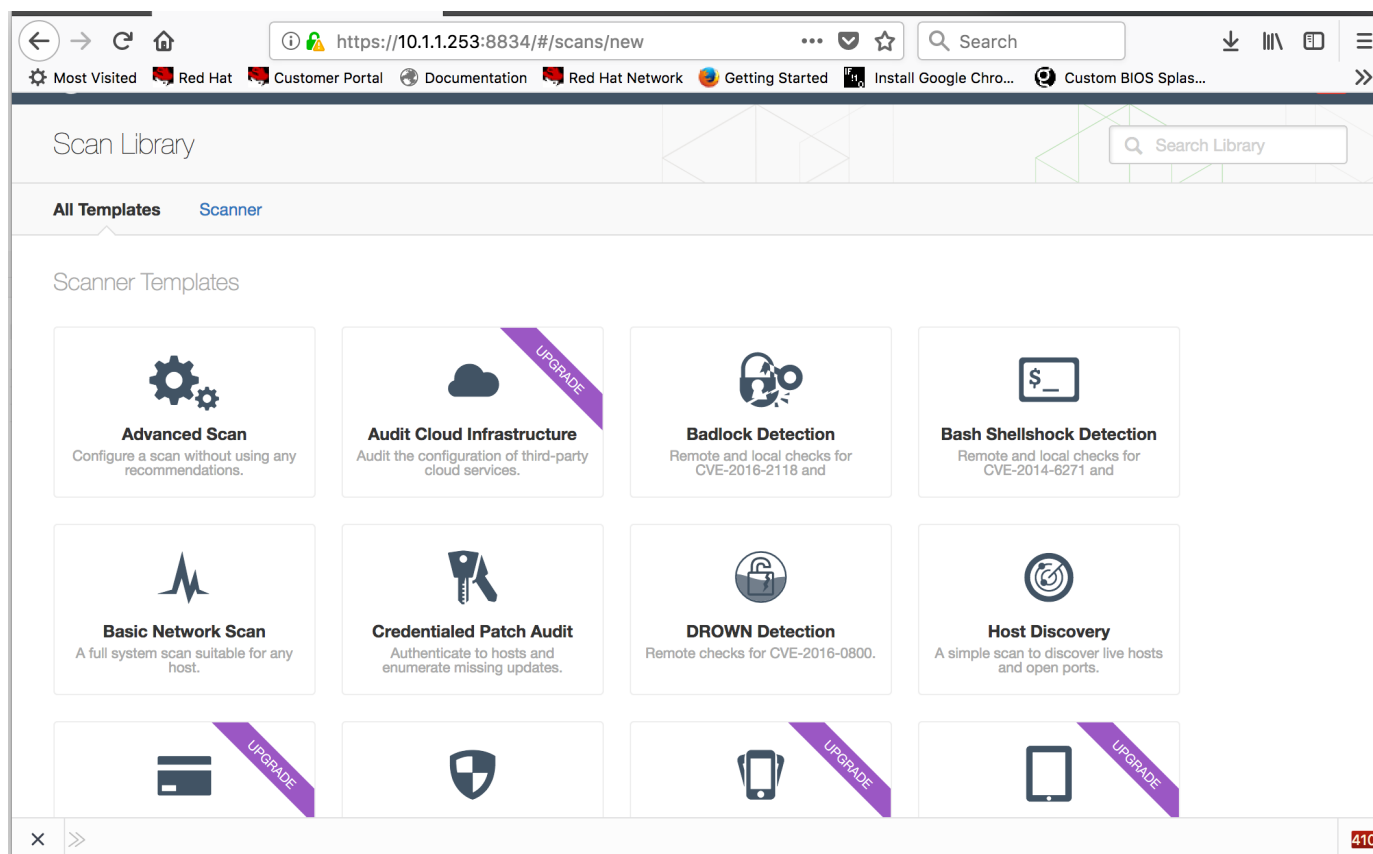 https://10.1.1.253:8834/#/scans/new
Search
Most Visited Red Hat Customer Portal Documentation Red Hat Network Getting Started Install Google Chro... Custom BIOS Splas...
Scan Library
Search Library
All Templates Scanner
Scanner Templates
UPGRADE
Advanced Scan
Configure a scan without using any
recommendations.
Audit Cloud Infrastructure
Audit the configuration of third-party
cloud services.
Badlock Detection
Remote and local checks for
CVE-2016-2118 and
Bash Shellshock Detection
Remote and local checks for
CVE-2014-6271 and
$_
Basic Network Scan
A full system scan suitable for any
host.
Credentialed Patch Audit
Authenticate to hosts and
enumerate missing updates.
DROWN Detection
Remote checks for CVE-2016-0800.
Host Discovery
A simple scan to discover live hosts
and open ports.
UPGRADE
UPGRADE
UPGRADE
410